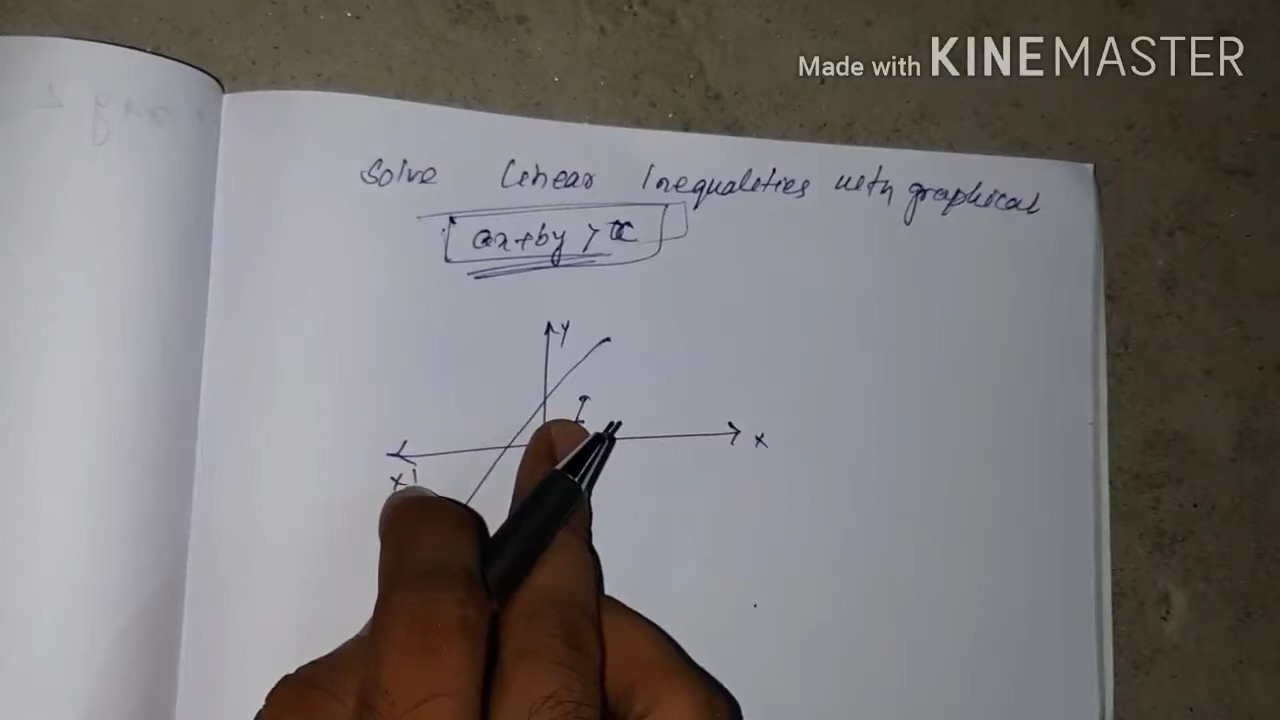 Made with KINEMASTER
Solve linear Inequalities with graphical
ax+by > c
y
I
x
x'